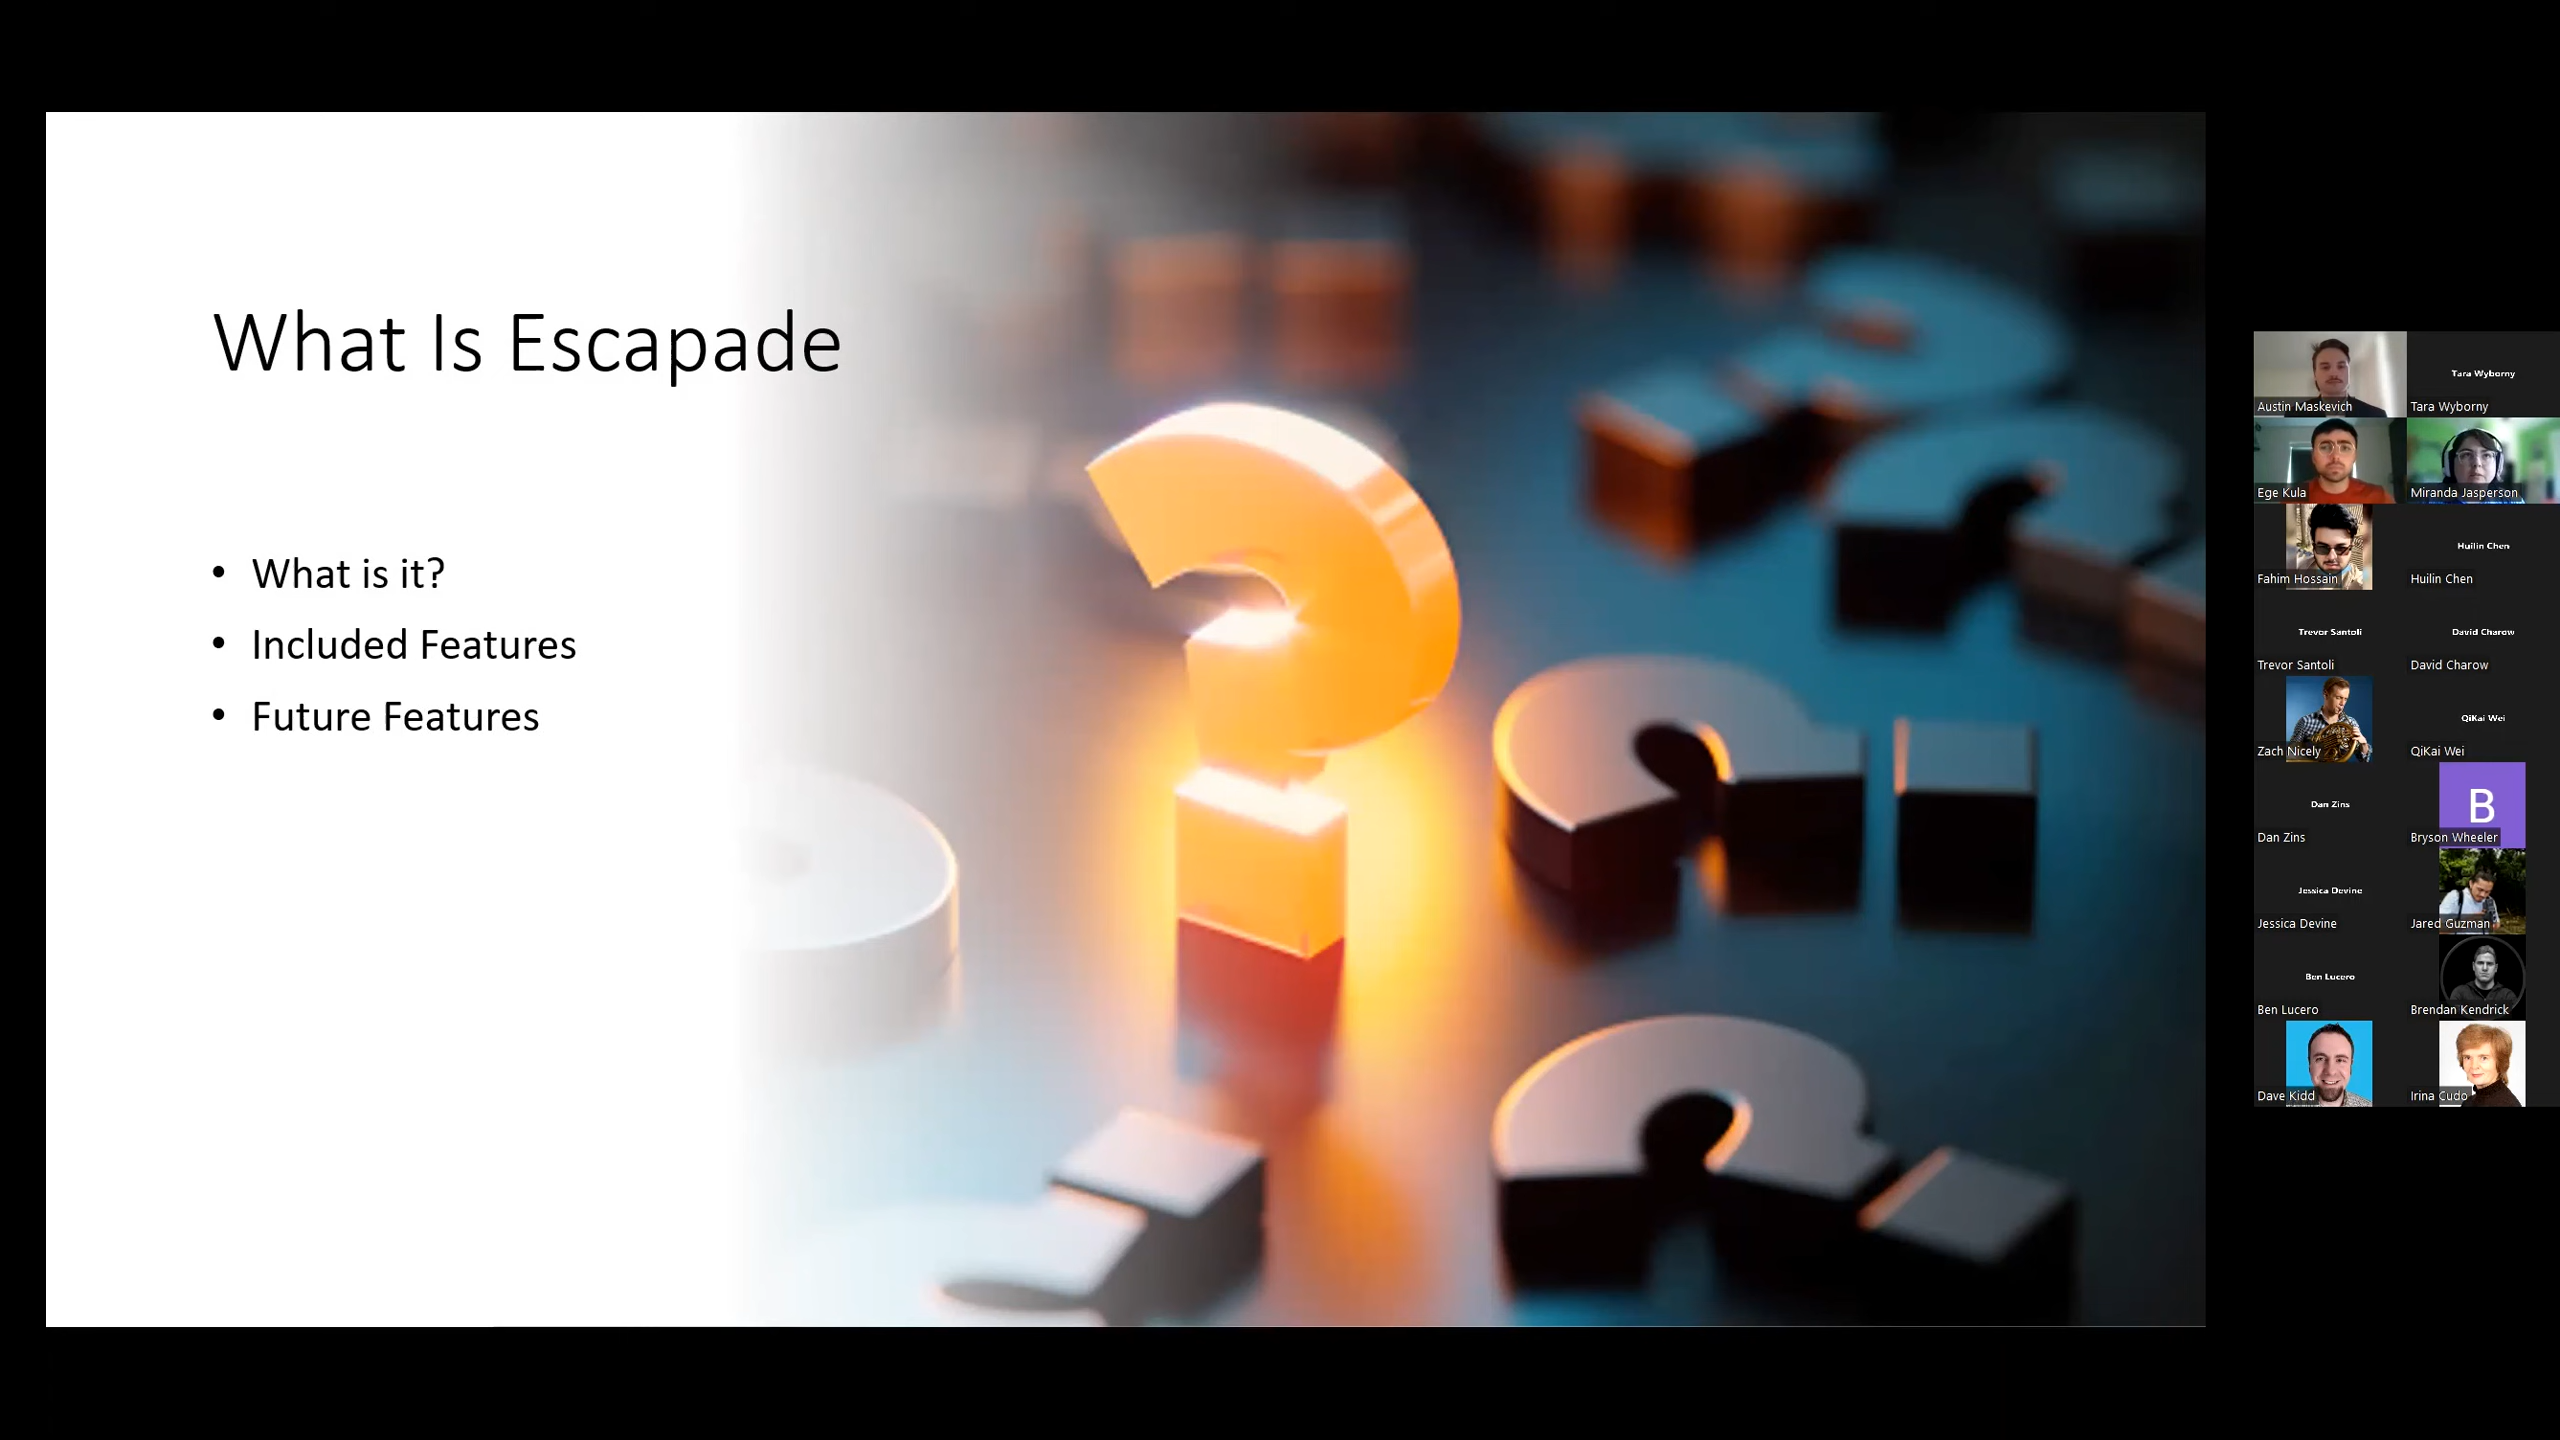 What Is Escapade
• What is it?
• Included Features
• Future Features
Austin Maskevich
Tara Wyborny
Tara Wyborny
Ege Kula
Miranda Jasperson
Fahim Hossain
Huilin Chen
Huilin Chen
Trevor Santoli
Trevor Santoli
David Charow
David Charow
Zach Nicely
QiKai Wei
QiKai Wei
Dan Zins
Dan Zins
B
Bryson Wheeler
Jessica Devine
Jessica Devine
Jared Guzman
Ben Lucero
Ben Lucero
Brendan Kendrick
Dave Kidd
Irina Cudo